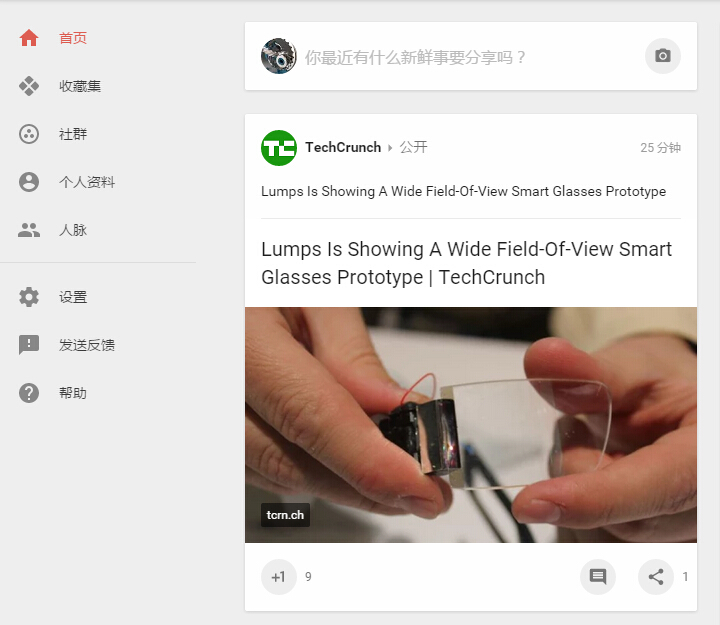 首页
收藏集
社群
个人资料
人脉
设置
发送反馈
帮助
你最近有什么新鲜事要分享吗？
TC
TechCrunch 公开 25 分钟
Lumps Is Showing A Wide Field-Of-View Smart Glasses Prototype
Lumps Is Showing A Wide Field-Of-View Smart
Glasses Prototype | TechCrunch
tcrn.ch
+1 9 1